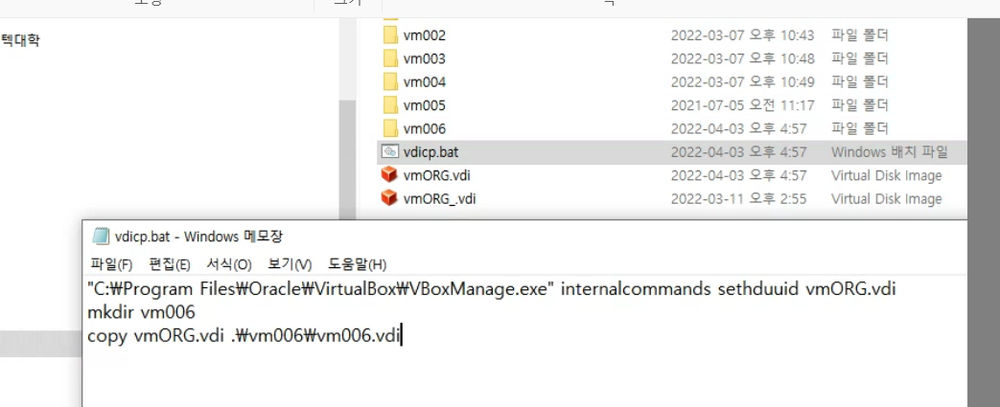 텍대학
vm002 2022-03-07 오후 10:43 파일 폴더
vm003 2022-03-07 오후 10:48 파일 폴더
vm004 2022-03-07 오후 10:49 파일 폴더
vm005 2021-07-05 오전 11:17 파일 폴더
vm006 2022-04-03 오후 4:57 파일 폴더
vdicp.bat 2022-04-03 오후 4:57 Windows 배치 파일
vmORG.vdi 2022-04-03 오후 4:57 Virtual Disk Image
vmORG_.vdi 2022-03-11 오후 2:55 Virtual Disk Image
vdicp.bat - Windows 메모장
파일(F) 편집(E) 서식(O) 보기(V) 도움말(H)
"C:₩Program Files₩Oracle₩VirtualBox₩VBoxManage.exe" internalcommands sethduuid vmORG.vdi
mkdir vm006
copy vmORG.vdi .₩vm006₩vm006.vdi